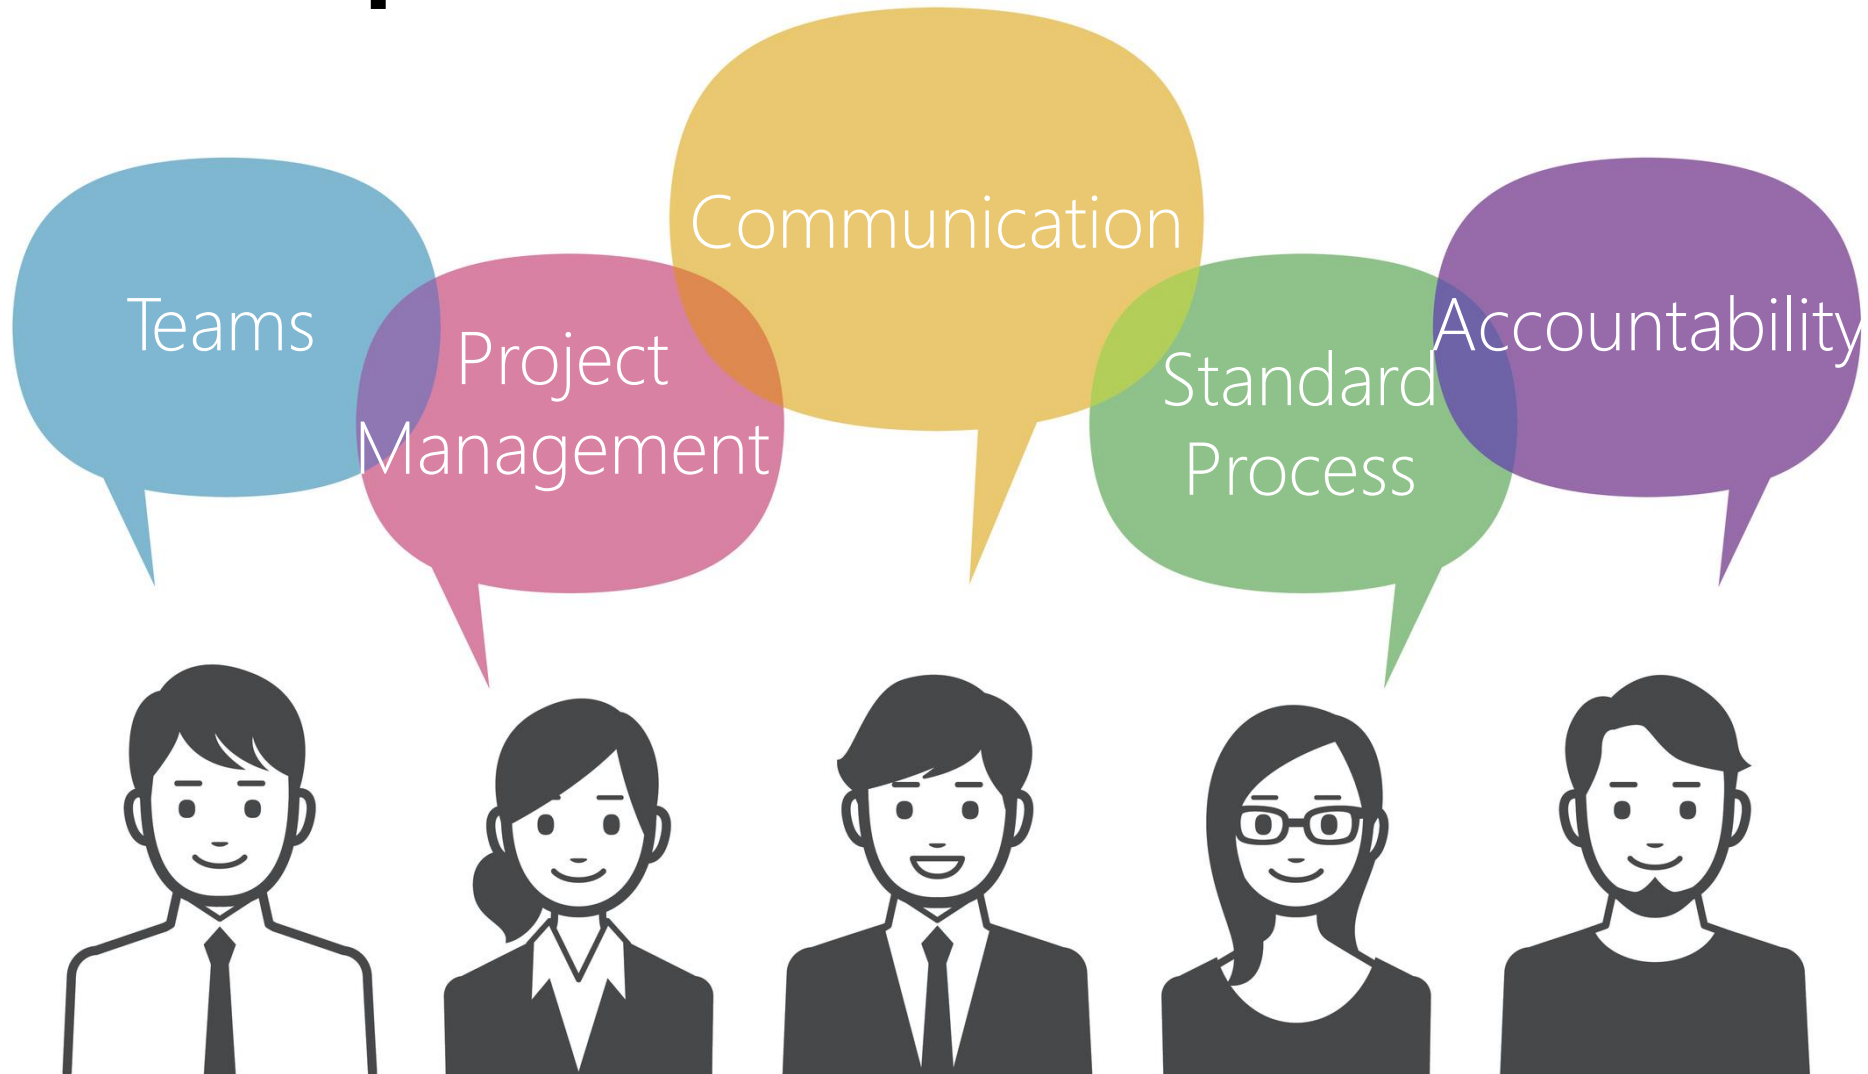 Teams
Project
Management
Communication
Standard
Process
Accountability